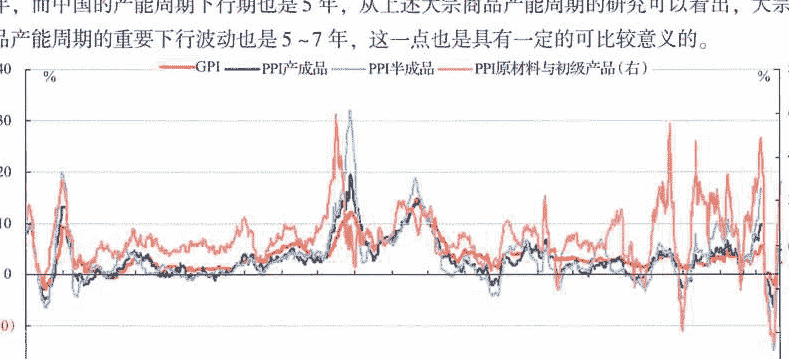 年，而中国的产能周期下行期也是5年，从上述大宗商品产能周期的研究可以看出，大宗
品产能周期的重要下行波动也是5~7年，这一点也是具有一定的可比较意义的。
40 % GPI PPI产成品 PPI半成品 PPI原材料与初级产品(右) %
30
20
10
0
0)